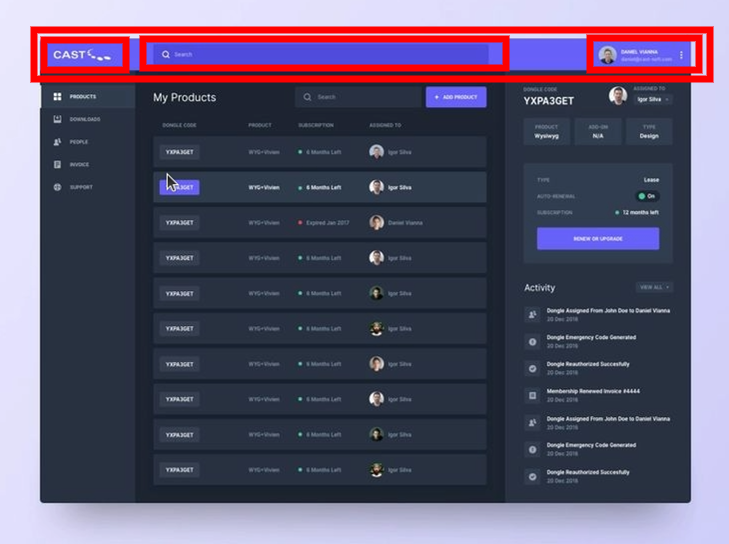 CAST
Search
DANIEL VIANNA
PRODUCTS
DOWNLOADS
PEOPLE
INVOICE
SUPPORT
My Products
Search
+ ADD PRODUCT
DONGLE CODE PRODUCT SUBSCRIPTION ASSIGNED TO
YXPA3GET WYG+Vivien 6 Months Left Igor Silva
YXPA3GET WYG+Vivien 6 Months Left Igor Silva
YXPA3GET WYG+Vivien Expired Jan 2017 Daniel Vianna
YXPA3GET WYG+Vivien 6 Months Left Igor Silva
YXPA3GET WYG+Vivien 6 Months Left Igor Silva
YXPA3GET WYG+Vivien 6 Months Left Igor Silva
YXPA3GET WYG+Vivien 6 Months Left Igor Silva
YXPA3GET WYG+Vivien 6 Months Left Igor Silva
YXPA3GET WYG+Vivien 6 Months Left Igor Silva
YXPA3GET WYG+Vivien 6 Months Left Igor Silva
DONGLE CODE
YXPA3GET
ASSIGNED TO
Igor Silva
PRODUCT
Wysiwyg
ADD-ON
N/A
TYPE
Design
TYPE Lease
AUTO-RENEWAL On
SUBSCRIPTION 12 months left
RENEW OR UPGRADE
Activity
VIEW ALL
Dongle Assigned From John Doe to Daniel Vianna
20 Dec 2016
Dongle Emergency Code Generated
20 Dec 2016
Dongle Reauthorized Succesfully
20 Dec 2016
Membership Renewed Invoice #4444
20 Dec 2016
Dongle Assigned From John Doe to Daniel Vianna
20 Dec 2016
Dongle Emergency Code Generated
20 Dec 2016
Dongle Reauthorized Succesfully
20 Dec 2016